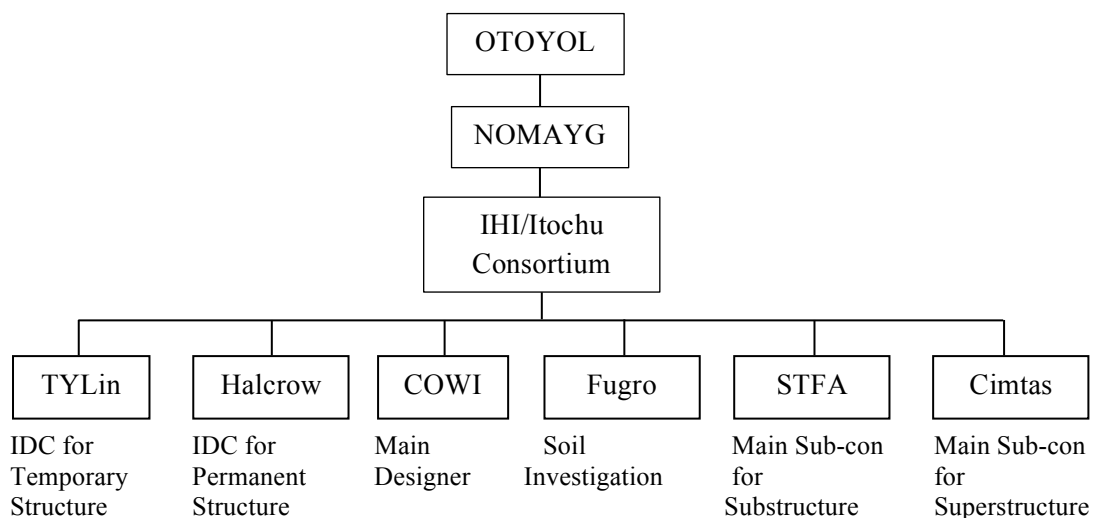 OTOYOL
NOMAYG
IHI/Itochu
Consortium
TYLin
IDC for
Temporary
Structure
Halcrow
IDC for
Permanent
Structure
COWI
Main
Designer
Fugro
Soil
Investigation
STFA
Main Sub-con
for
Substructure
Cimtas
Main Sub-con
for
Superstructure